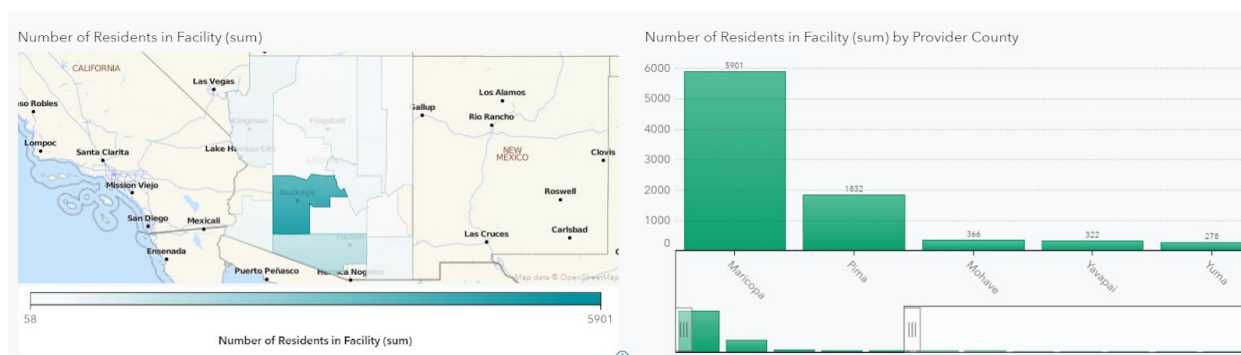 Number of Residents in Facility (sum)
CALIFORNIA
Las Vegas
Los Alamos
aso Robles
Gallup
Rio Rancho
Kingman
Flagstaff
Lompoc
Santa Clarita
Lake Havasu City
ARIZONA
NEW
MEXICO
Clovis
Mission Viejo
Buckeye
Roswell
San Diego
Mexicali
Tucson
Las Cruces
Carlsbad
Ensenada
Puerto Peñasco
Heroica Nogales
Map data © OpenStreetMap
58
5901
Number of Residents in Facility (sum)
Number of Residents in Facility (sum) by Provider County
6000
5000
4000
3000
2000
1000
0
5901
1832
366
322
278
Maricopa
Pima
Mohave
Yavapai
Yuma